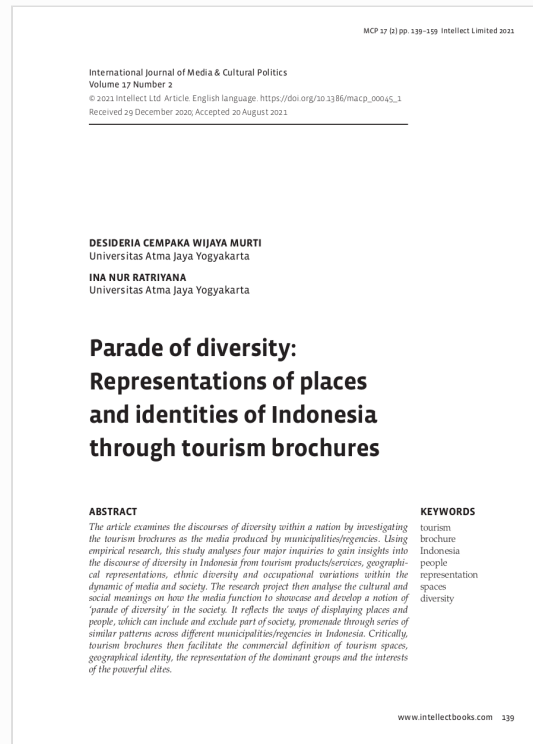 MCP 17 (2) pp. 139–159 Intellect Limited 2021
International Journal of Media & Cultural Politics
Volume 17 Number 2
© 2021 Intellect Ltd Article. English language. https://doi.org/10.1386/macp_00045_1
Received 29 December 2020; Accepted 20 August 2021
DESIDERIA CEMPAKA WIJAYA MURTI
Universitas Atma Jaya Yogyakarta
INA NUR RATRIYANA
Universitas Atma Jaya Yogyakarta
Parade of diversity:
Representations of places
and identities of Indonesia
through tourism brochures
ABSTRACT
The article examines the discourses of diversity within a nation by investigating
the tourism brochures as the media produced by municipalities/regencies. Using
empirical research, this study analyses four major inquiries to gain insights into
the discourse of diversity in Indonesia from tourism products/services, geographi-
cal representations, ethnic diversity and occupational variations within the
dynamic of media and society. The research project then analyse the cultural and
social meanings on how the media function to showcase and develop a notion of
‘parade of diversity’ in the society. It reflects the ways of displaying places and
people, which can include and exclude part of society, promenade through series of
similar patterns across different municipalities/regencies in Indonesia. Critically,
tourism brochures then facilitate the commercial definition of tourism spaces,
geographical identity, the representation of the dominant groups and the interests
of the powerful elites.
KEYWORDS
tourism
brochure
Indonesia
people
representation
spaces
diversity
www.intellectbooks.com 139